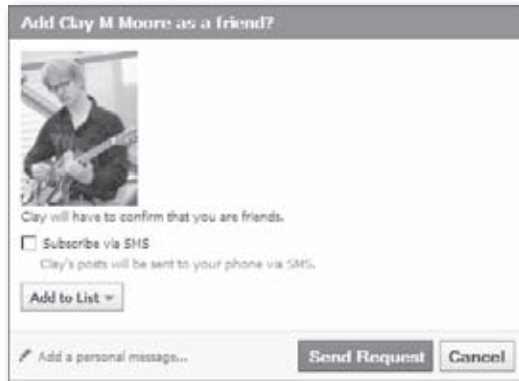 Add Clay M Moore as a friend?
Clay will have to confirm that you are friends.
Subscribe via SMS
Clay's posts will be sent to your phone via SMS.
Add to List
Add a personal message...
Send Request
Cancel